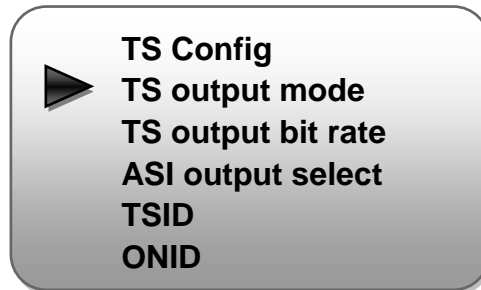 TS Config
TS output mode
TS output bit rate
ASI output select
TSID
ONID